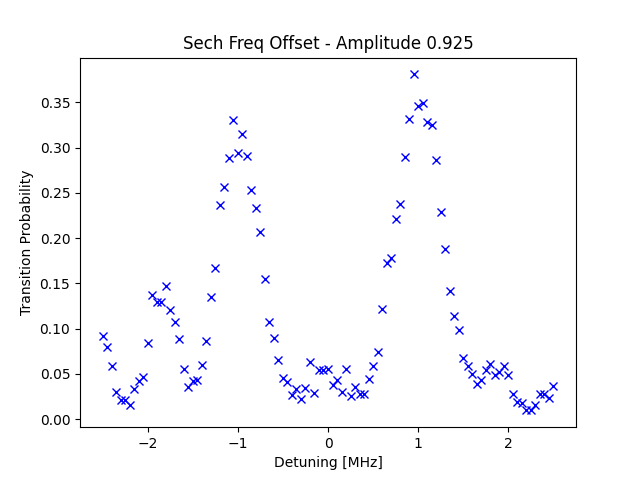 Sech Freq Offset - Amplitude 0.925
Transition Probability
0.35
0.30
0.25
0.20
0.15
0.10
0.05
0.00
−2 −1 0 1 2
Detuning [MHz]